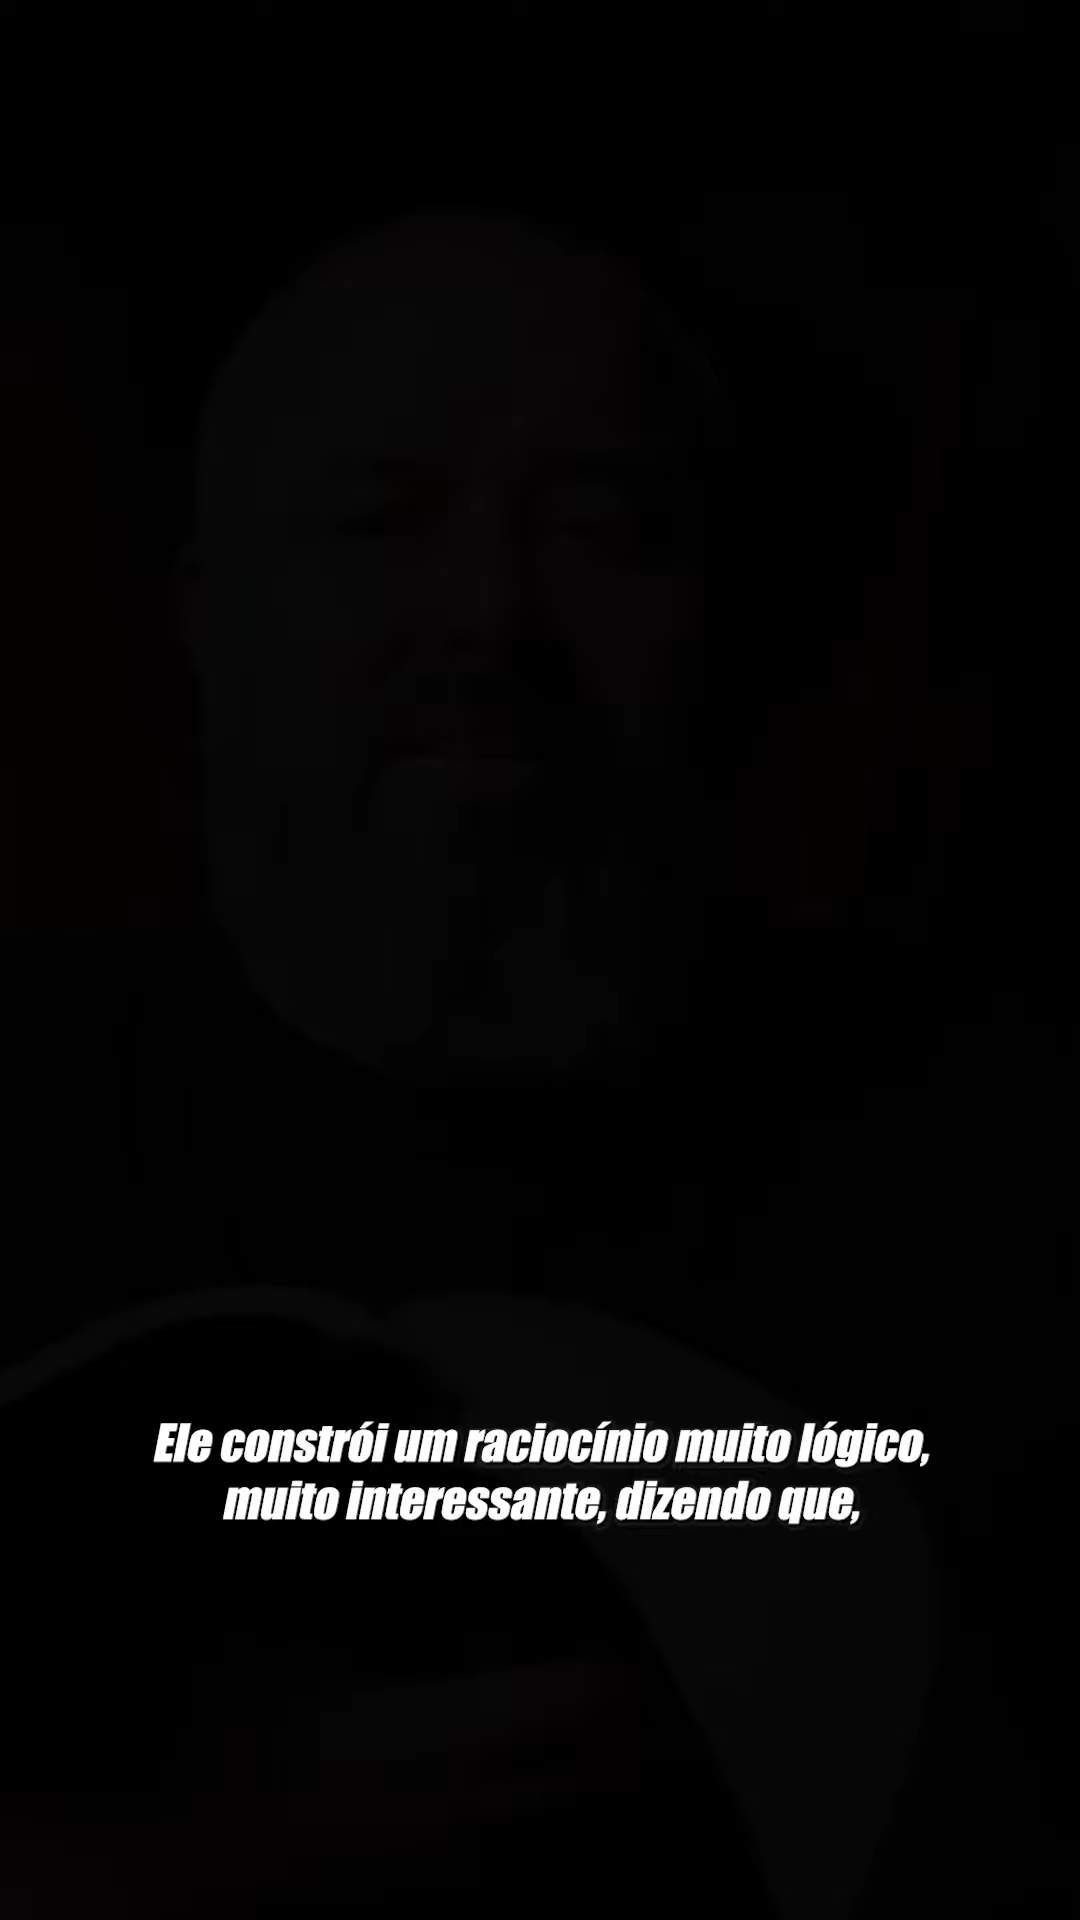 Ele constrói um raciocínio muito lógico,
muito interessante, dizendo que,